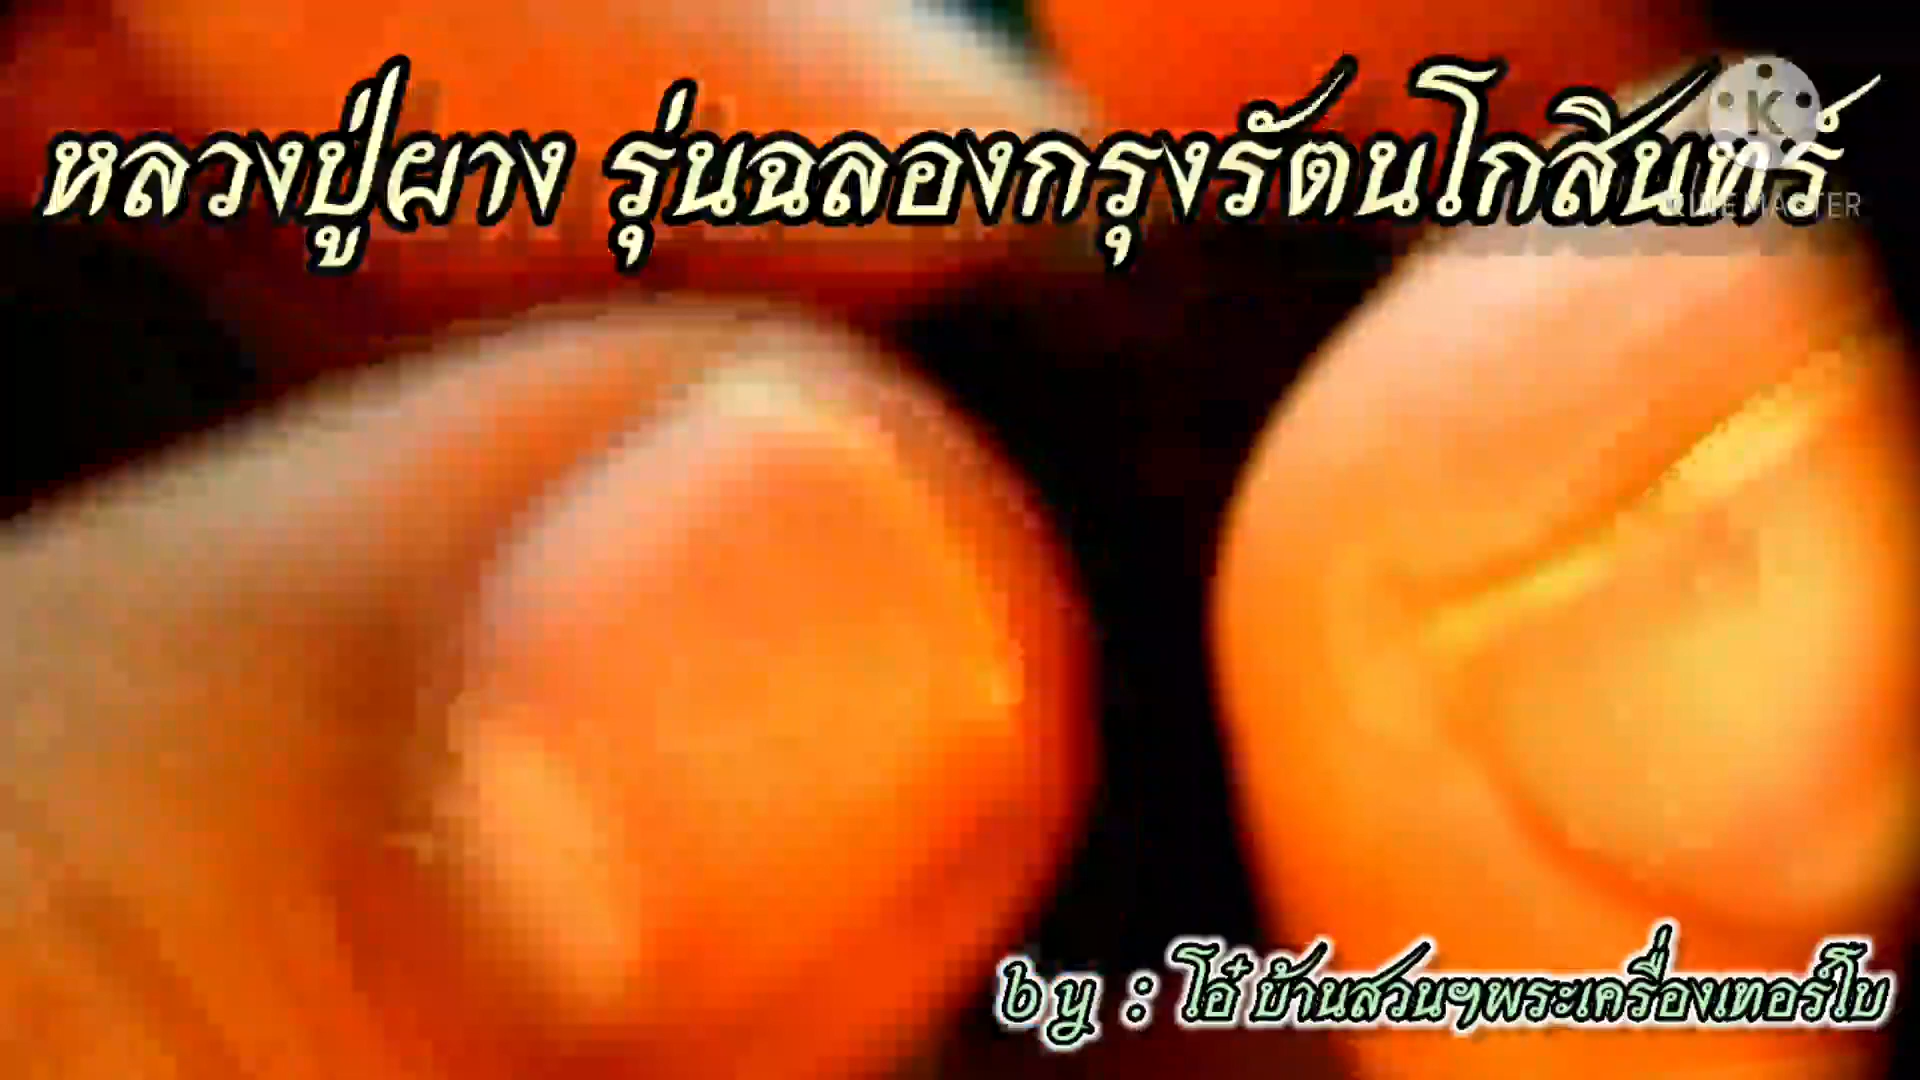 หลวงปู่ผาง รุ่นฉลองกรุงรัตนโกสินทร์
K
KINEMASTER
by : โอ๋ บ้านสวนฯพระเครื่องเทอร์โบ